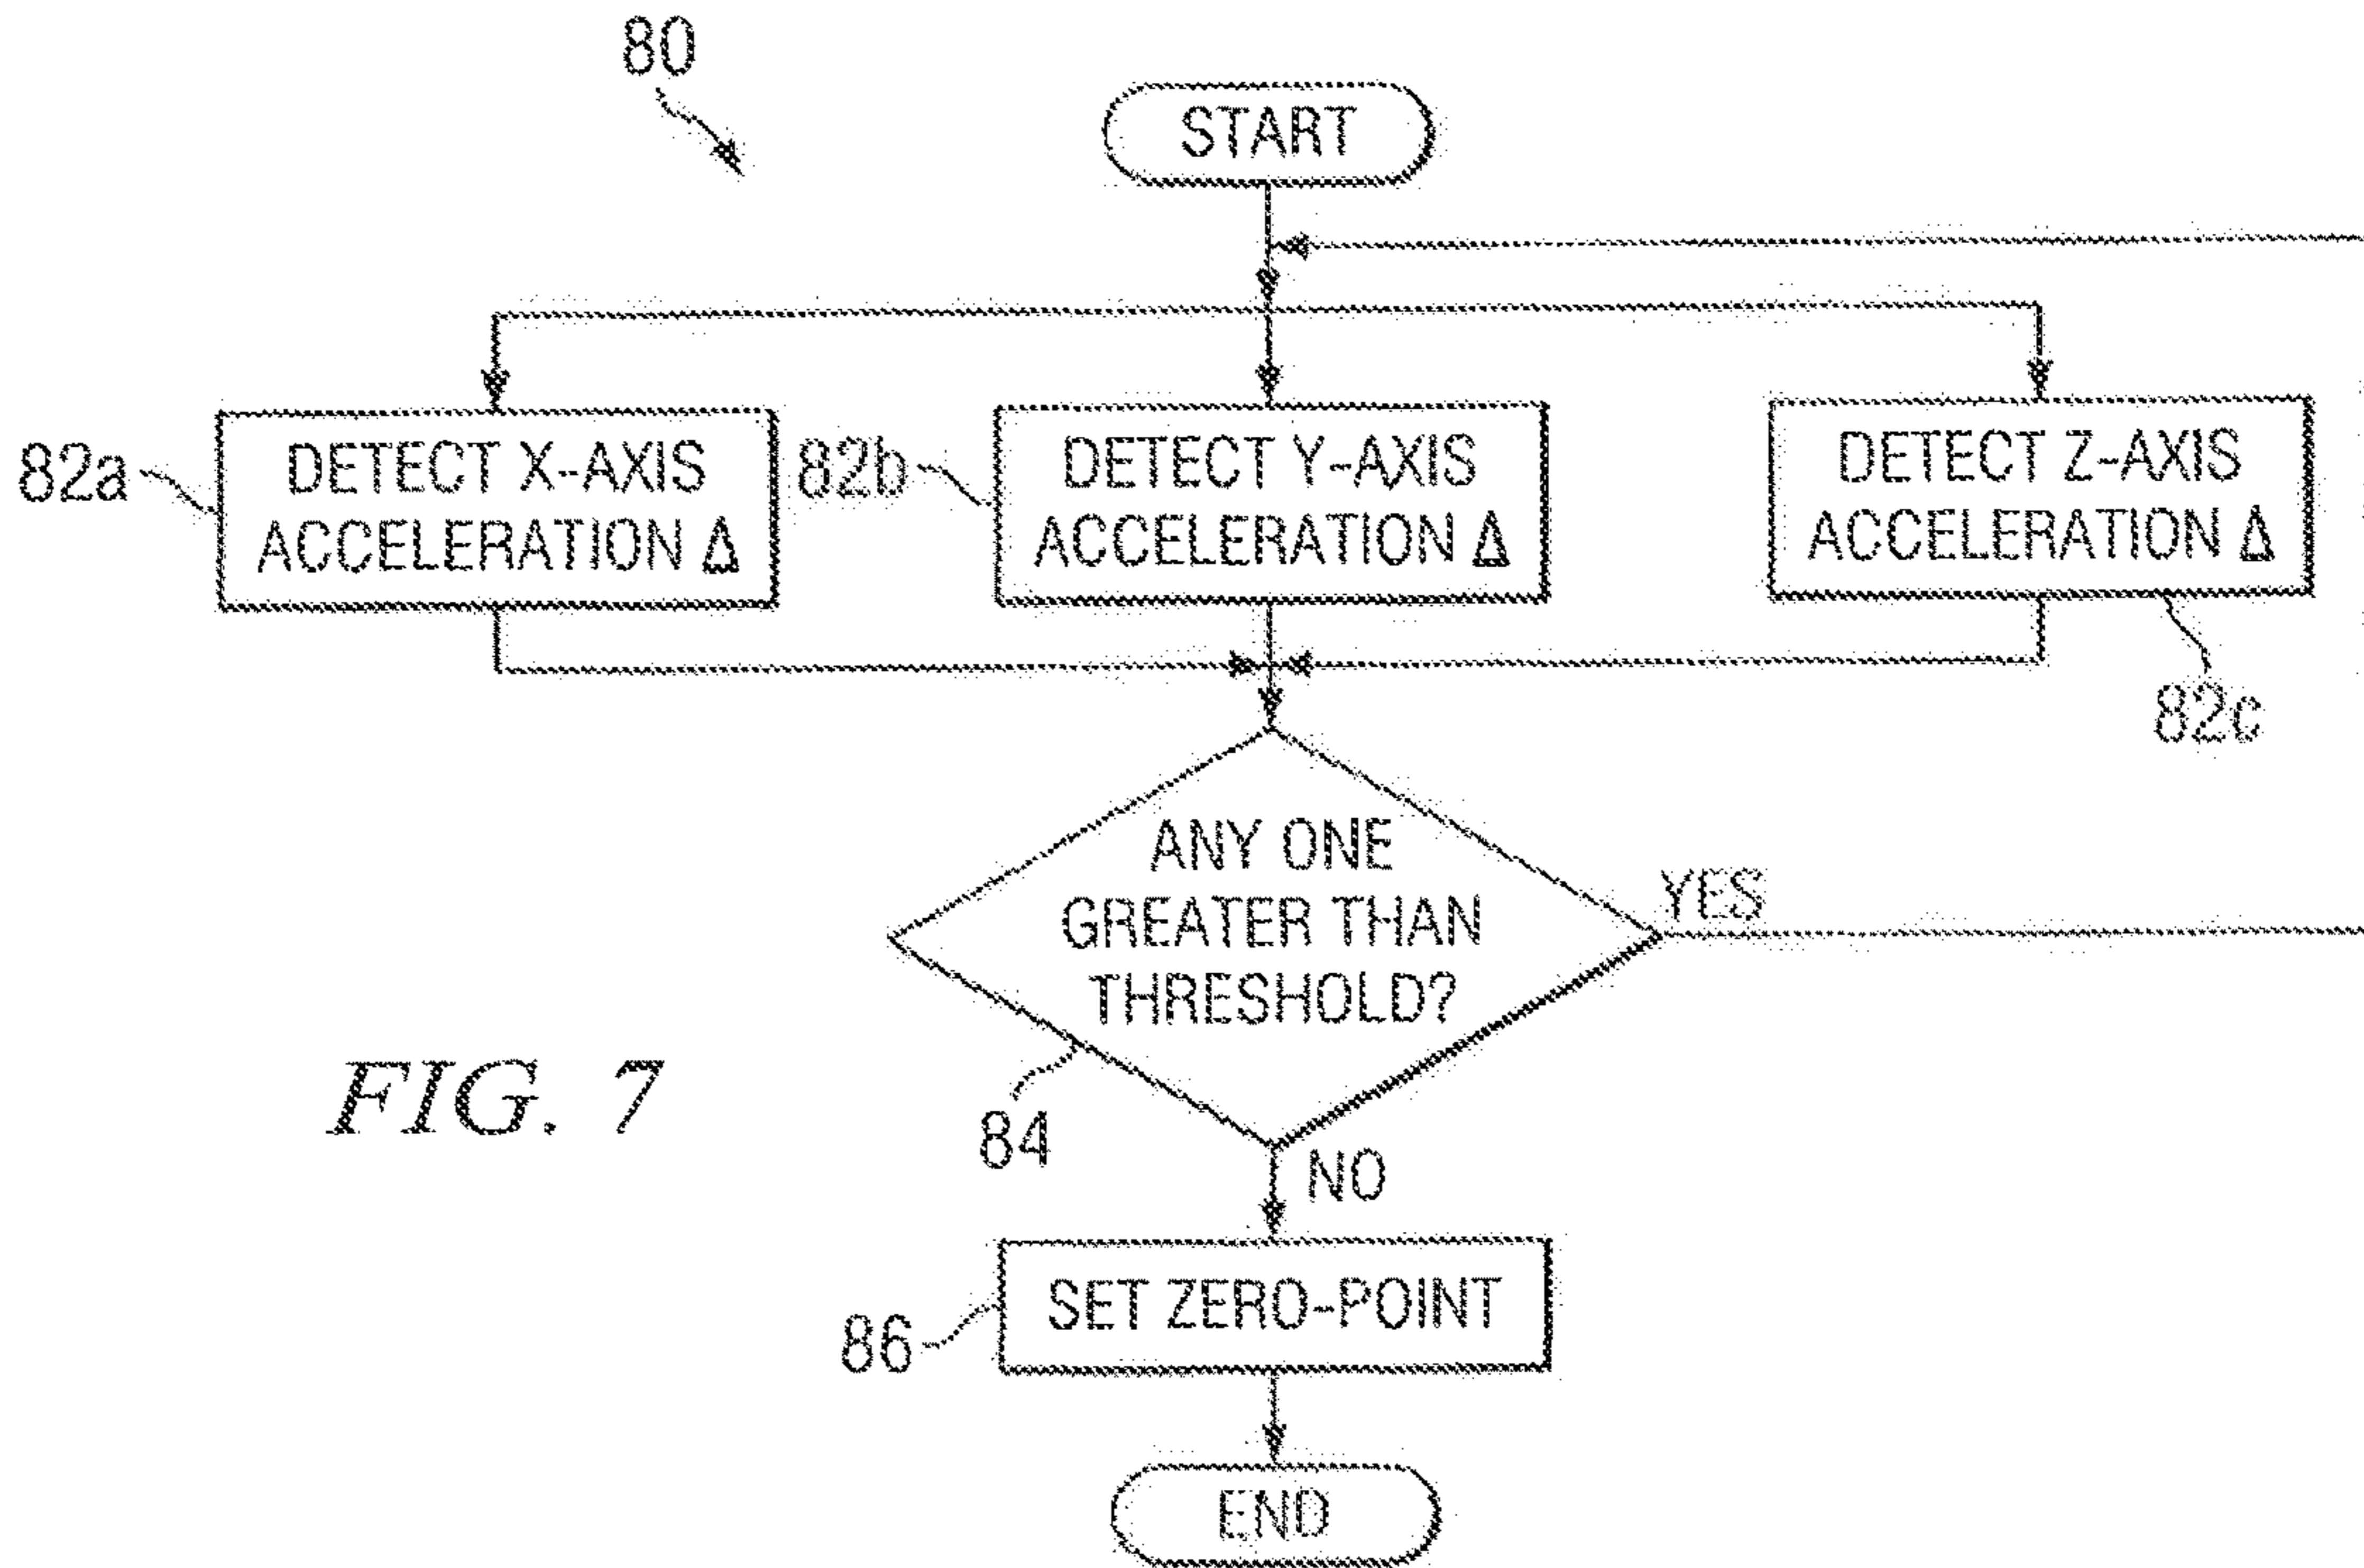 80
START
82a
DETECT X-AXIS
ACCELERATION Δ
82b
DETECT Y-AXIS
ACCELERATION Δ
DETECT Z-AXIS
ACCELERATION Δ
82c
ANY ONE
GREATER THAN
THRESHOLD?
YES
84
NO
FIG. 7
SET ZERO-POINT
86
END